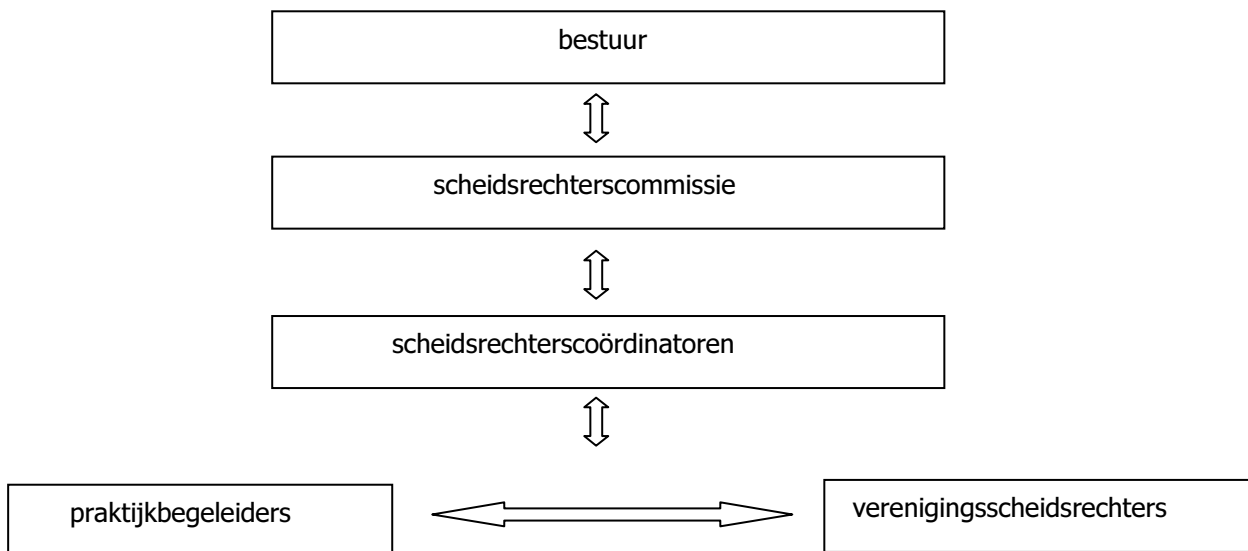 bestuur
scheidsrechterscommissie
scheidsrechterscoördinatoren
praktijkbegeleiders
verenigingsscheidsrechters